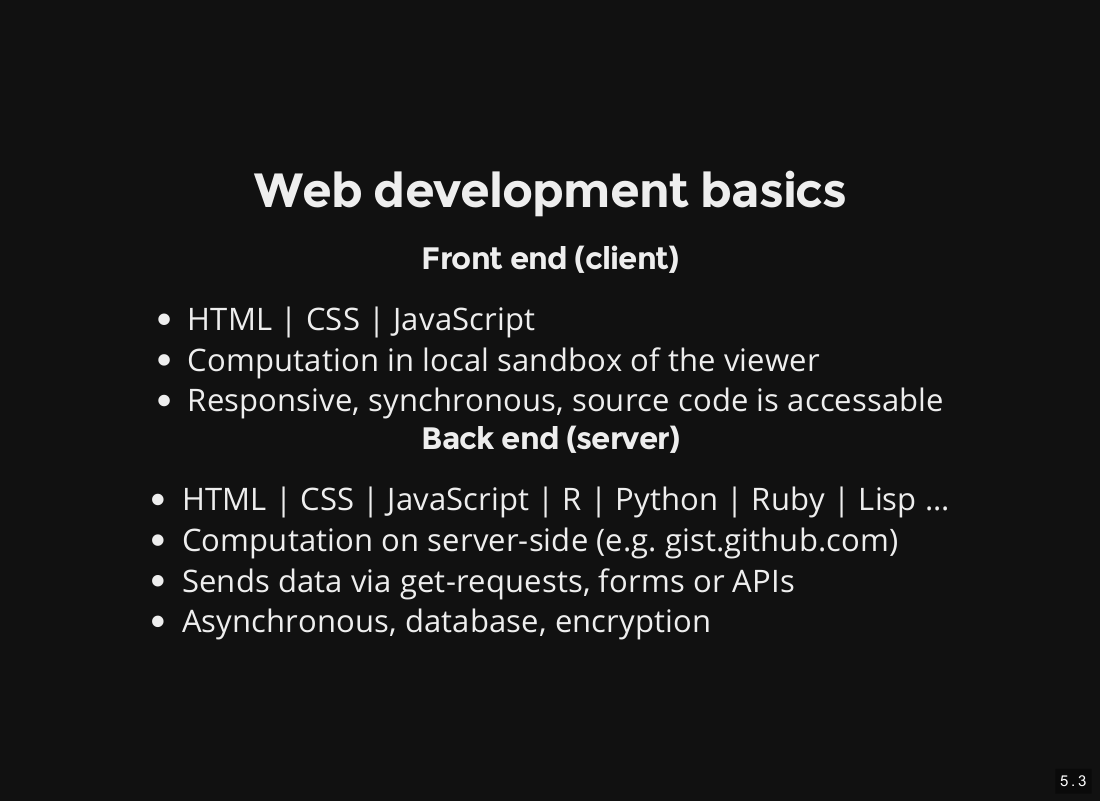 Web development basics
Front end (client)
HTML | CSS | JavaScript
Computation in local sandbox of the viewer
Responsive, synchronous, source code is accessable
Back end (server)
HTML | CSS | JavaScript | R | Python | Ruby | Lisp ...
Computation on server-side (e.g. gist.github.com)
Sends data via get-requests, forms or APIs
Asynchronous, database, encryption
5.3